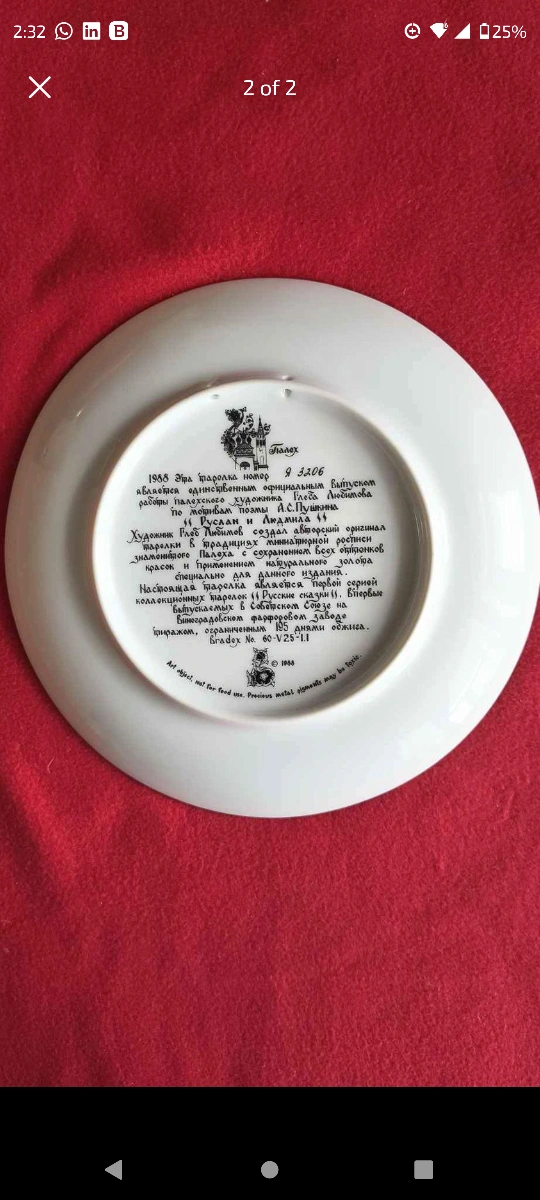 2:32
25%
2 of 2
Палех
1988 Эта тарелка номер Я 3206
является единственным официальным выпуском
работы палехского художника Глеба Любимова
по мотивам поэмы А.С.Пушкина
"Руслан и Людмила"
Художник Глеб Любимов создал авторский оригинал
тарелки в традициях миниатюрной росписи
знаменитого Палеха с сохранением всех оттенков
красок и применением натурального золота
специально для данного издания.
Настоящая тарелка является первой серией
коллекционных тарелок "Русские сказки". Впервые
выпускаемых в Советском Союзе на
Виноградовском фарфоровом заводе
тиражом, ограниченным 195 днями обжига.
Bradex No. 60-V25-1.1
© 1988
Art object, not for food use. Precious metal pigments may be toxic.